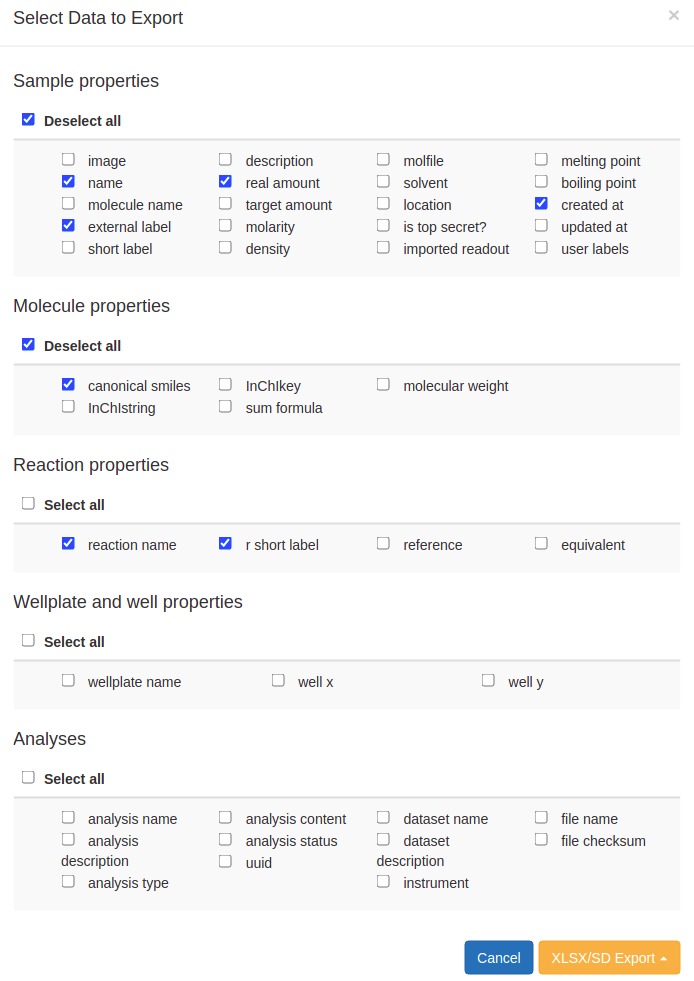 Select Data to Export ×
Sample properties
Deselect all
image description molfile melting point
name real amount solvent boiling point
molecule name target amount location created at
external label molarity is top secret? updated at
short label density imported readout user labels
Molecule properties
Deselect all
canonical smiles InChIkey molecular weight
InChIstring sum formula
Reaction properties
Select all
reaction name r short label reference equivalent
Wellplate and well properties
Select all
wellplate name well x well y
Analyses
Select all
analysis name analysis content dataset name file name
analysis analysis status dataset file checksum
description uuid description
analysis type instrument
Cancel XLSX/SD Export